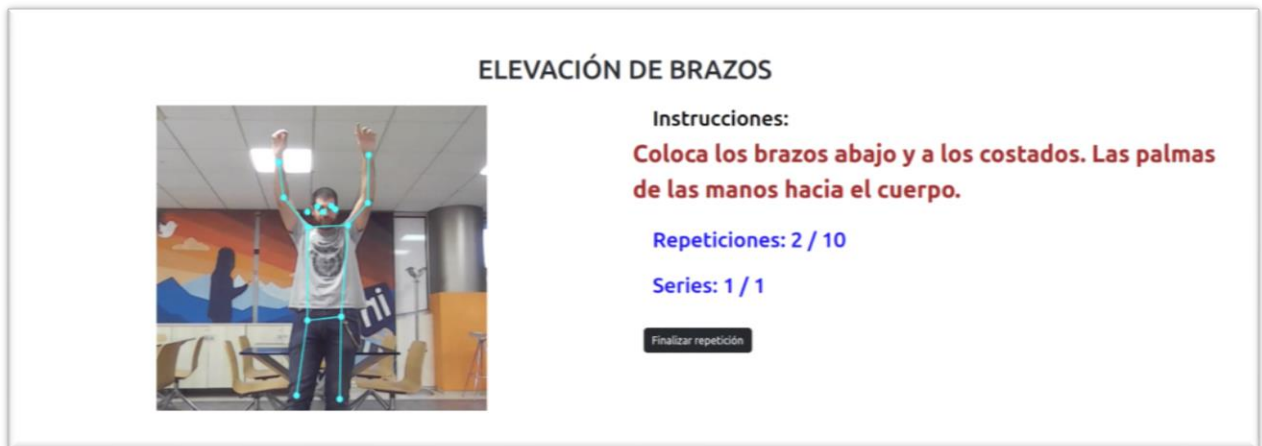 ELEVACIÓN DE BRAZOS
Instrucciones:
Coloca los brazos abajo y a los costados. Las palmas
de las manos hacia el cuerpo.
Repeticiones: 2 / 10
Series: 1 / 1
Finalizar repetición
ni